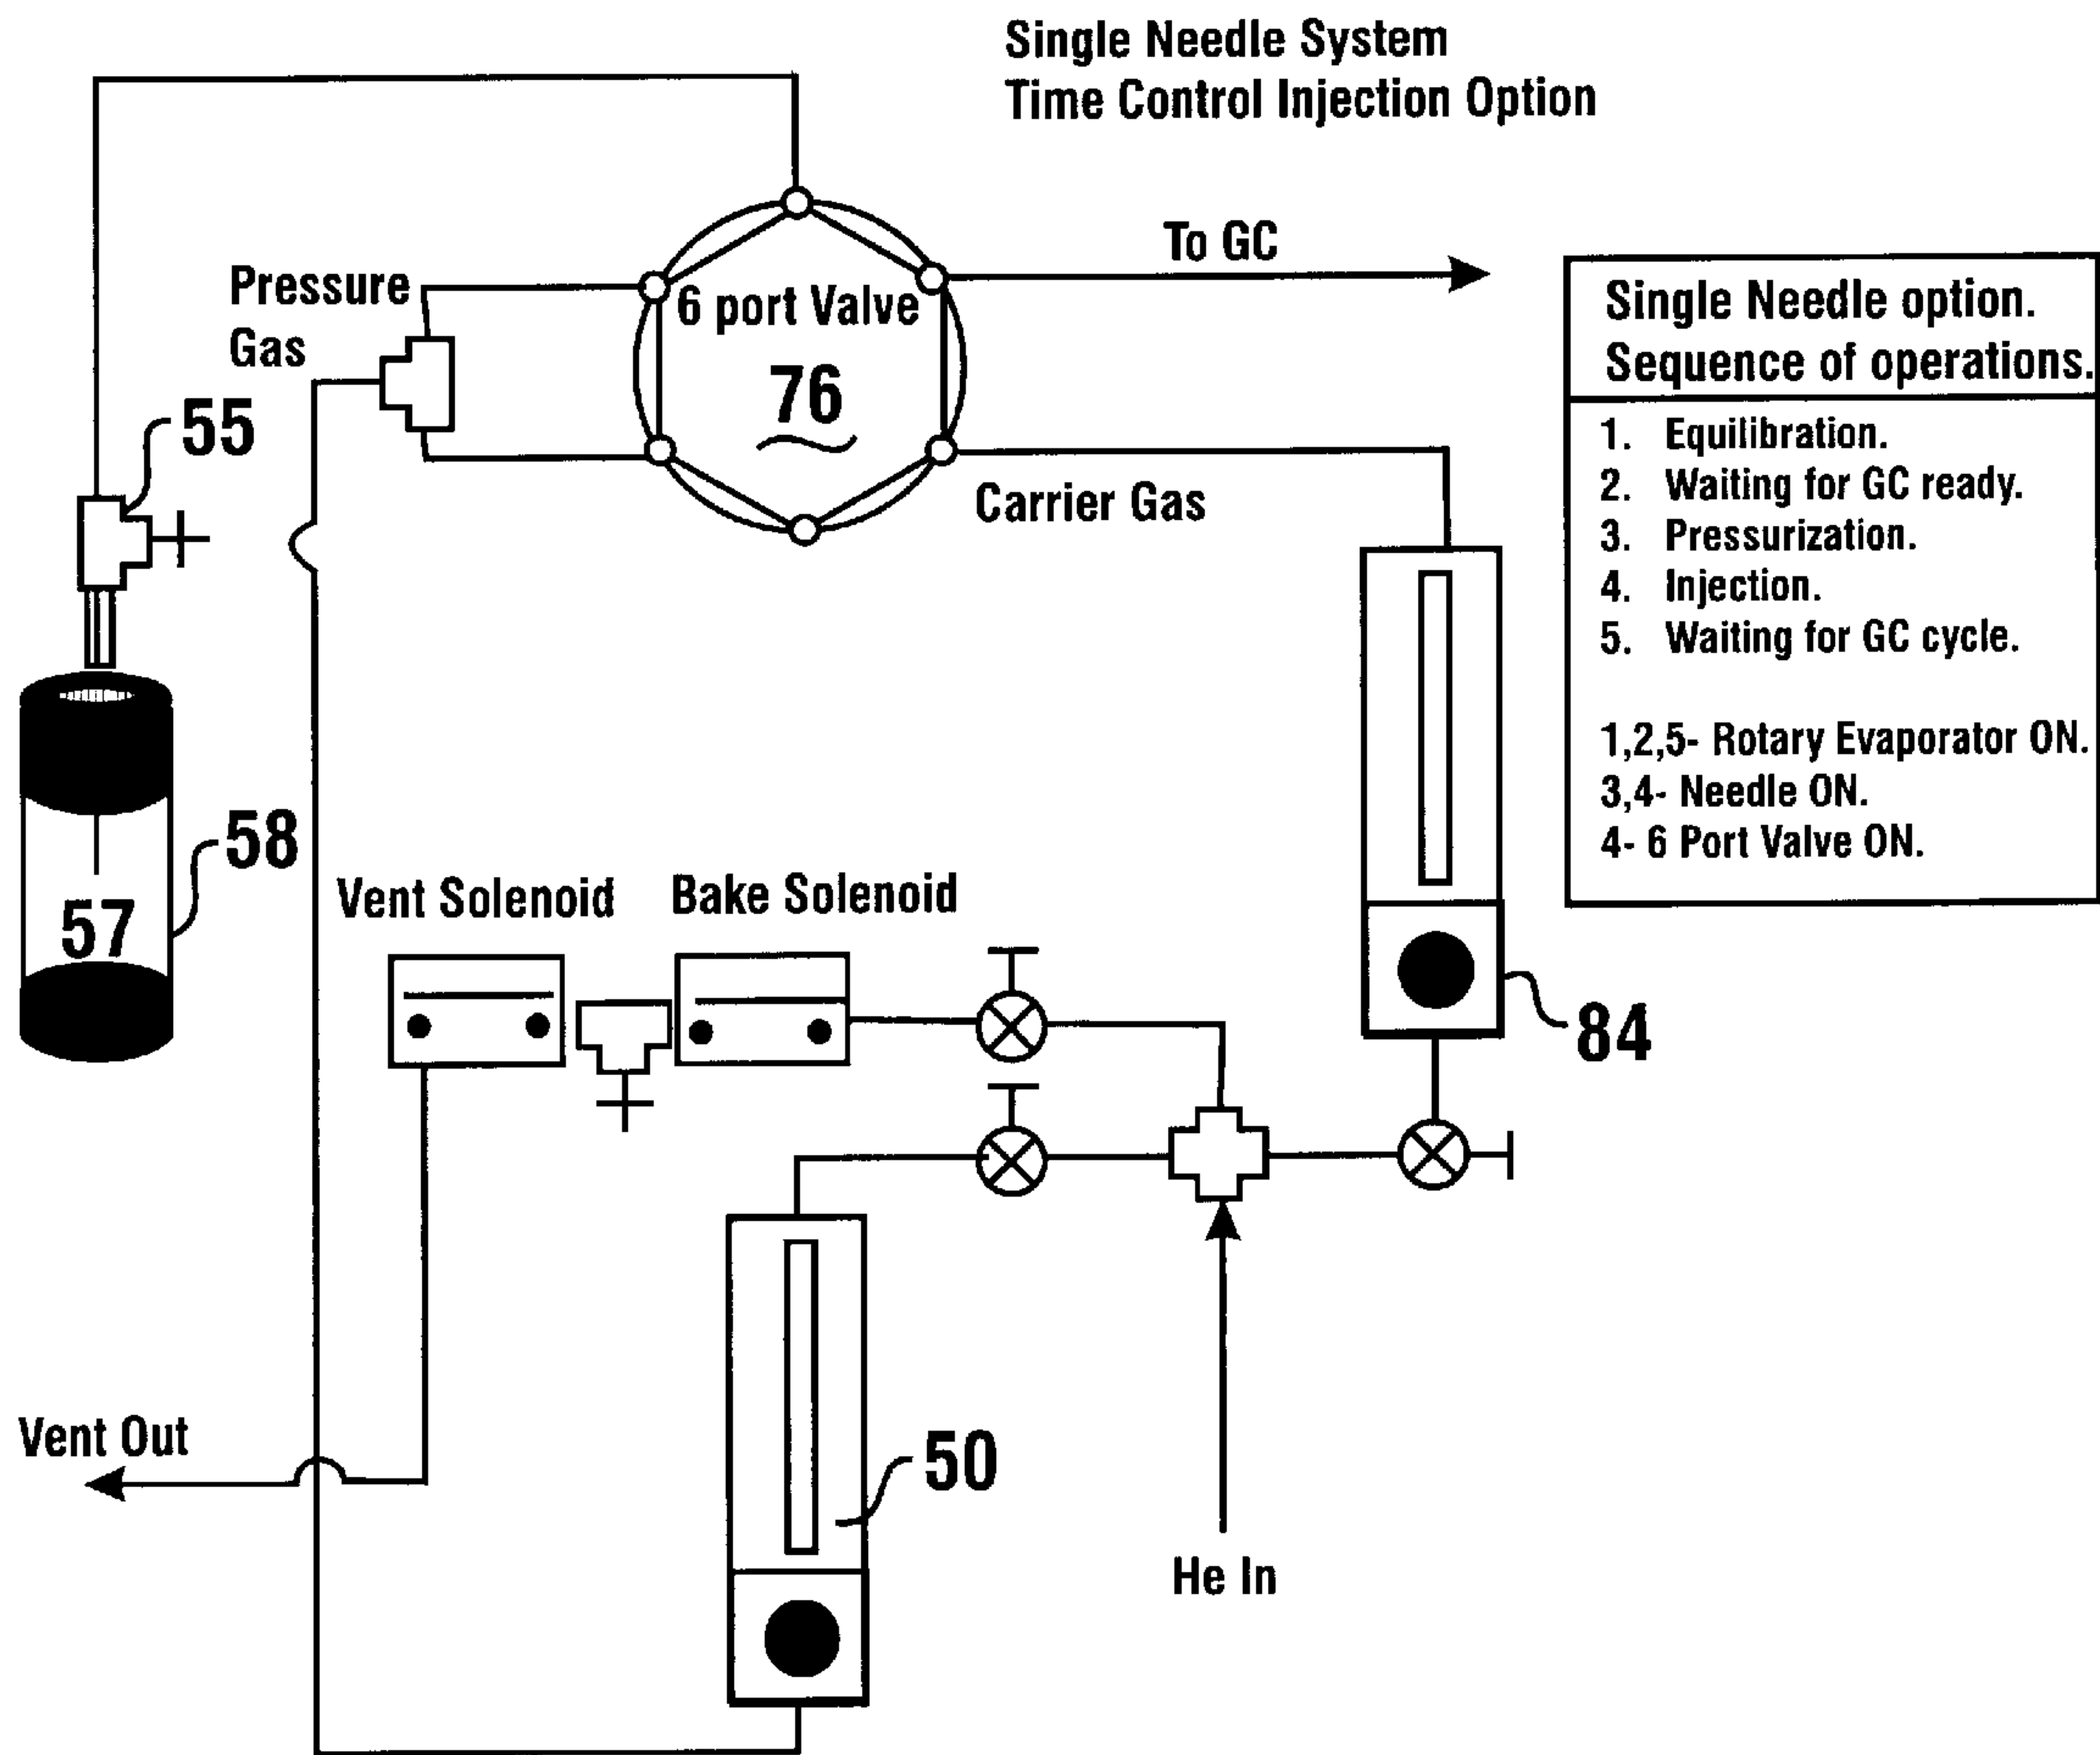 Single Needle System
Time Control Injection Option
To GC
Pressure
Gas
6 port Valve
76
55
Carrier Gas
Single Needle option.
Sequence of operations.
1. Equilibration.
2. Waiting for GC ready.
3. Pressurization.
4. Injection.
5. Waiting for GC cycle.
1,2,5- Rotary Evaporator ON.
3,4- Needle ON.
4- 6 Port Valve ON.
58
57
Vent Solenoid
Bake Solenoid
84
Vent Out
50
He In